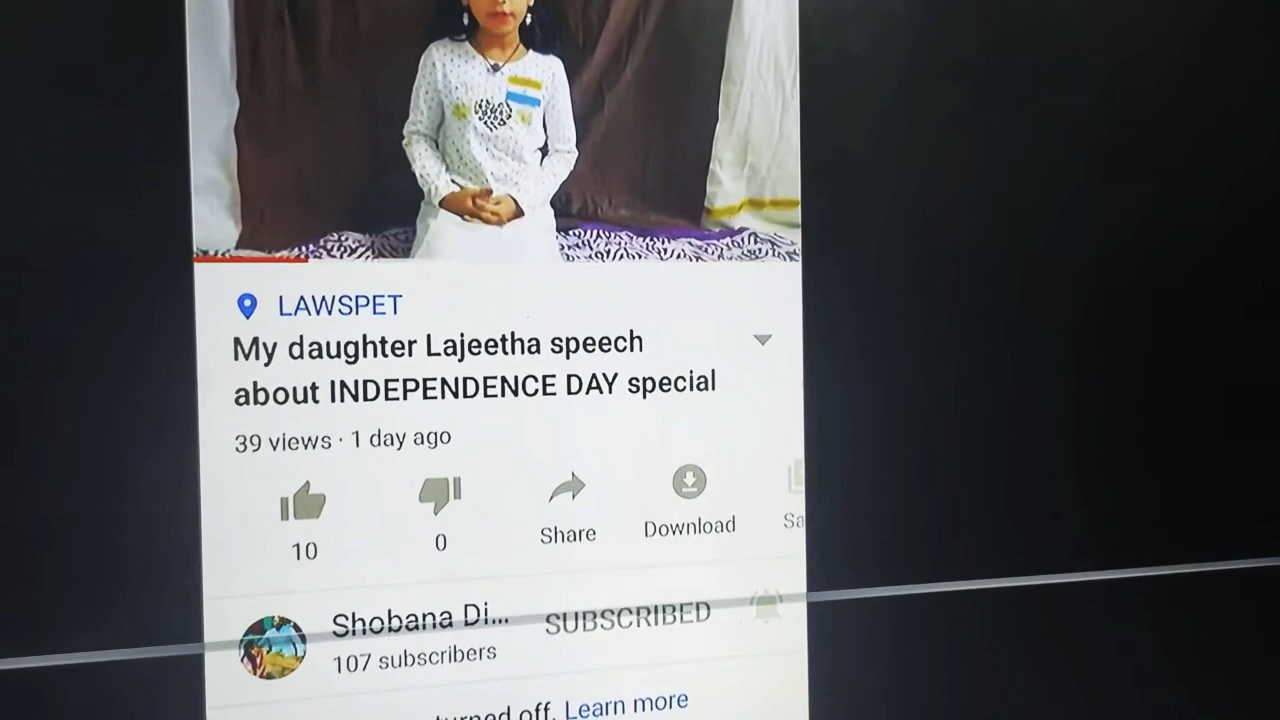 LAWSPET
My daughter Lajeetha speech
about INDEPENDENCE DAY special
39 views · 1 day ago
10
0
Share
Download
Sa
Shobana Di...
SUBSCRIBED
107 subscribers
turned off. Learn more